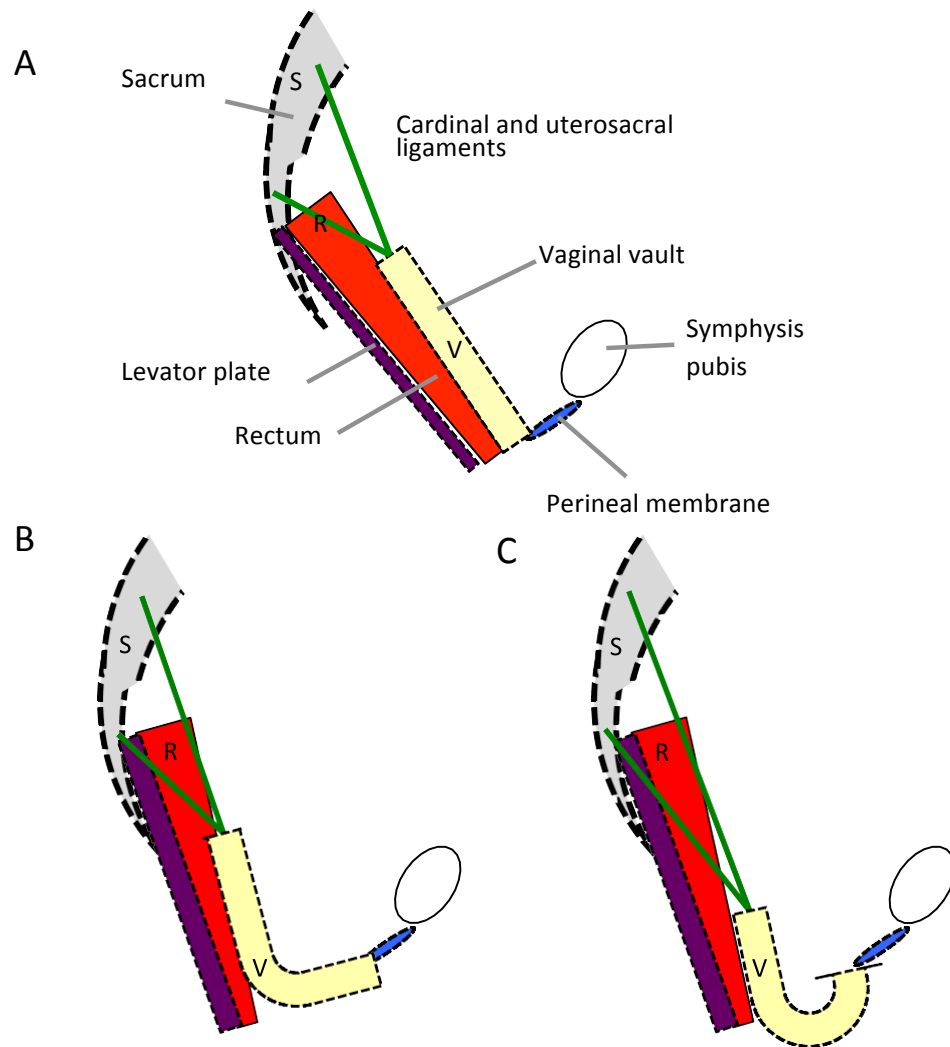 A
Sacrum
S
Cardinal and uterosacral
ligaments
R
Vaginal vault
Symphysis
pubis
V
Levator plate
Rectum
Perineal membrane
B
S
R
V
C
S
R
V